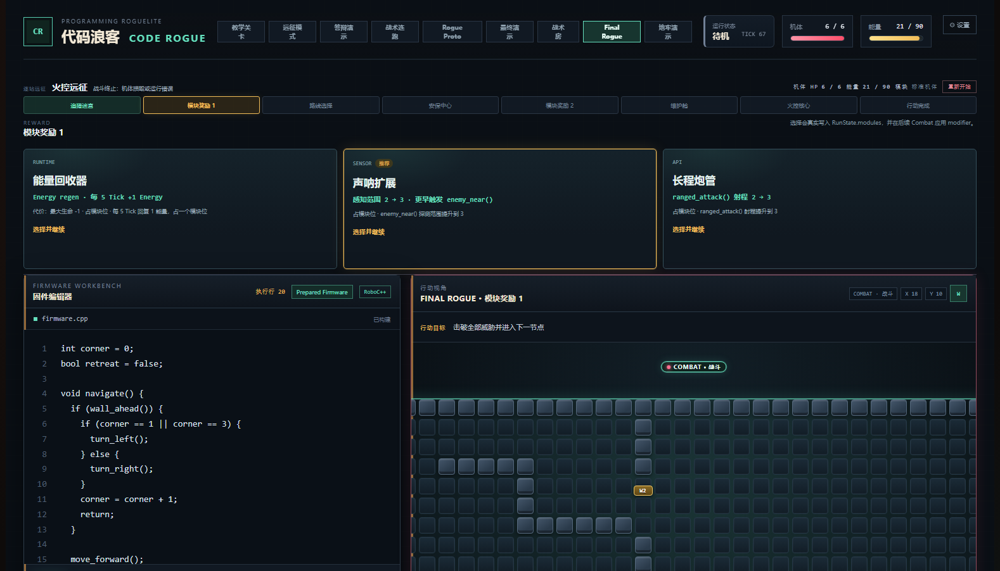 CR
PROGRAMMING ROGUELITE
代码浪客 CODE ROGUE
教学关卡
远征模式
答辩演示
战术连跑
Rogue Proto
最终演示
战术房
Final Rogue
地牢演示
运行状态
待机 TICK 67
机体 6 / 6
能量 21 / 90
⚙ 设置
逐站远征 火控远征 战斗终止：机体损毁或运行错误
机体 HP 6 / 6 能量 21 / 90 模块 标准机体 重新开始
追猎迷宫
模块奖励 1
路线选择
安保中心
模块奖励 2
维护舱
火控核心
行动完成
REWARD
模块奖励 1
选择会真实写入 RunState.modules，并在后续 Combat 应用 modifier。
RUNTIME
能量回收器
Energy regen · 每 5 Tick +1 Energy
代价：最大生命 -1 · 占模块位 · 每 5 Tick 回复 1 能量，占一个模块位
选择并继续
SENSOR 推荐
声呐扩展
感知范围 2 → 3 · 更早触发 enemy_near()
占模块位 · enemy_near() 探测范围提升到 3
选择并继续
API
长程炮管
ranged_attack() 射程 2 → 3
占模块位 · ranged_attack() 射程提升到 3
选择并继续
FIRMWARE WORKBENCH
固件编辑器
执行行 20
Prepared Firmware
RoboC++
firmware.cpp
已构建
1 int corner = 0;
2 bool retreat = false;
3
4 void navigate() {
5 if (wall_ahead()) {
6 if (corner == 1 || corner == 3) {
7 turn_left();
8 } else {
9 turn_right();
10 }
11 corner = corner + 1;
12 return;
13 }
14
15 move_forward();
行动视角
FINAL ROGUE · 模块奖励 1
COMBAT · 战斗
X 18
Y 10
W
行动目标 击破全部威胁并进入下一节点
COMBAT · 战斗
W2